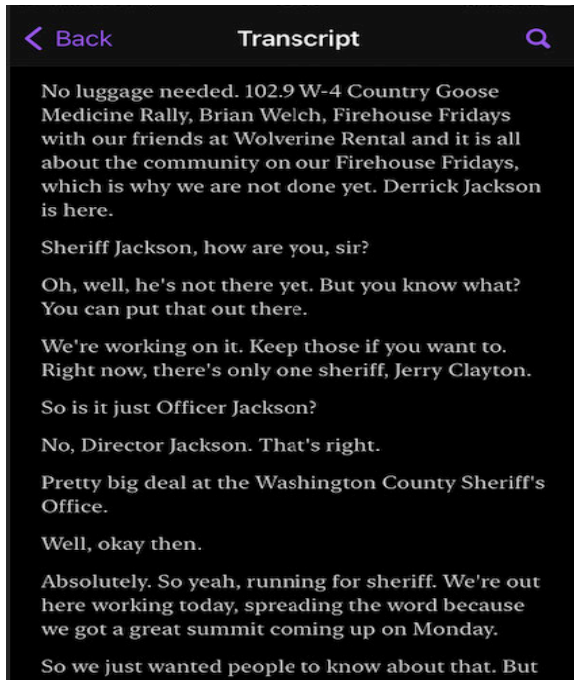 Back
Transcript
No luggage needed. 102.9 W-4 Country Goose
Medicine Rally, Brian Welch, Firehouse Fridays
with our friends at Wolverine Rental and it is all
about the community on our Firehouse Fridays,
which is why we are not done yet. Derrick Jackson
is here.
Sheriff Jackson, how are you, sir?
Oh, well, he's not there yet. But you know what?
You can put that out there.
We're working on it. Keep those if you want to.
Right now, there's only one sheriff, Jerry Clayton.
So is it just Officer Jackson?
No, Director Jackson. That's right.
Pretty big deal at the Washington County Sheriff's
Office.
Well, okay then.
Absolutely. So yeah, running for sheriff. We're out
here working today, spreading the word because
we got a great summit coming up on Monday.
So we just wanted people to know about that. But